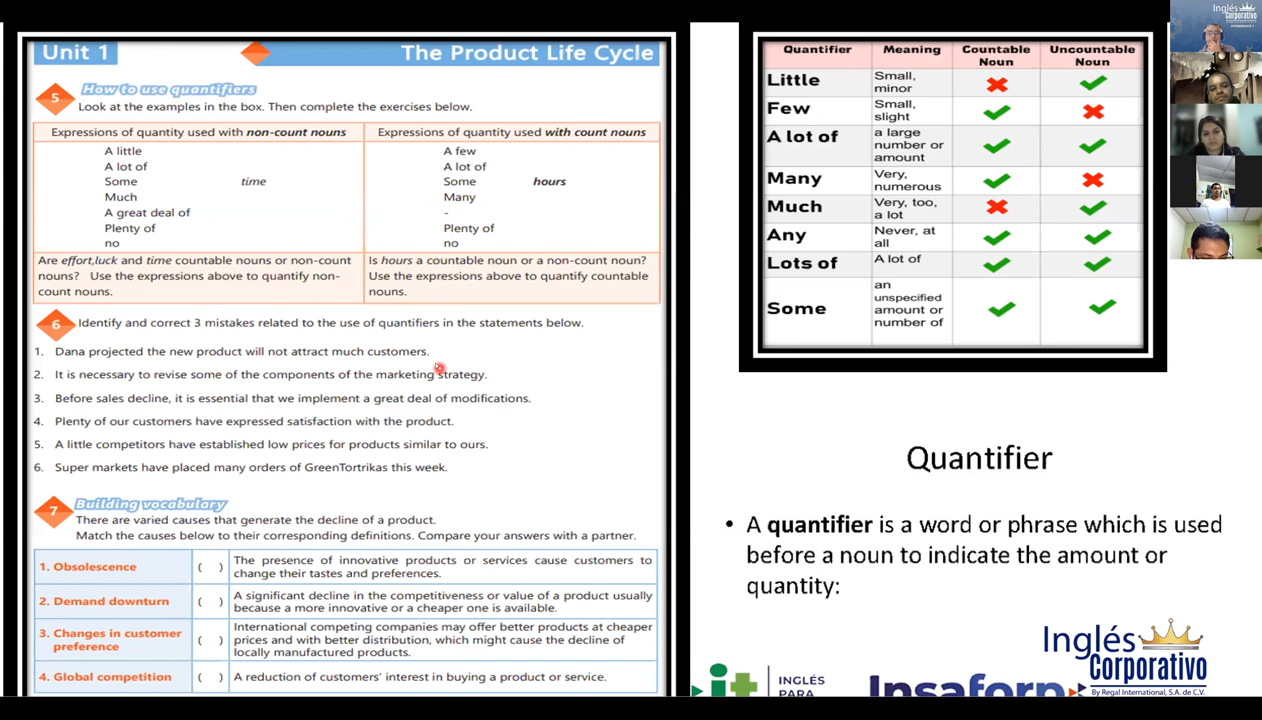 Unit 1
The Product Life Cycle
5
How to use quantifiers
Look at the examples in the box. Then complete the exercises below.
Expressions of quantity used with non-count nouns
Expressions of quantity used with count nouns
A little
A lot of
Some
Much
A great deal of
Plenty of
no
time
A few
A lot of
Some
Many
-
Plenty of
no
hours
Are effort,luck and time countable nouns or non-count
nouns? Use the expressions above to quantify non-
count nouns.
Is hours a countable noun or a non-count noun?
Use the expressions above to quantify countable
nouns.
6
Identify and correct 3 mistakes related to the use of quantifiers in the statements below.
1. Dana projected the new product will not attract much customers.
2. It is necessary to revise some of the components of the marketing strategy.
3. Before sales decline, it is essential that we implement a great deal of modifications.
4. Plenty of our customers have expressed satisfaction with the product.
5. A little competitors have established low prices for products similar to ours.
6. Super markets have placed many orders of GreenTortrikas this week.
7
Building vocabulary
There are varied causes that generate the decline of a product.
Match the causes below to their corresponding definitions. Compare your answers with a partner.
1. Obsolescence ( ) The presence of innovative products or services cause customers to
change their tastes and preferences.
2. Demand downturn ( ) A significant decline in the competitiveness or value of a product usually
because a more innovative or a cheaper one is available.
3. Changes in customer
preference
( )
International competing companies may offer better products at cheaper
prices and with better distribution, which might cause the decline of
locally manufactured products.
4. Global competition ( ) A reduction of customers' interest in buying a product or service.
Quantifier Meaning Countable Noun Uncountable Noun
Little Small, minor
Few Small, slight
A lot of a large number or amount
Many Very, numerous
Much Very, too, a lot
Any Never, at all
Lots of A lot of
Some an unspecified amount or number of
Quantifier
• A quantifier is a word or phrase which is used
before a noun to indicate the amount or
quantity:
it
INGLÉS
PARA
Insaforp
Inglés
Corporativo
By Regal International, S.A. de C.V.
Inglés
Corporativo